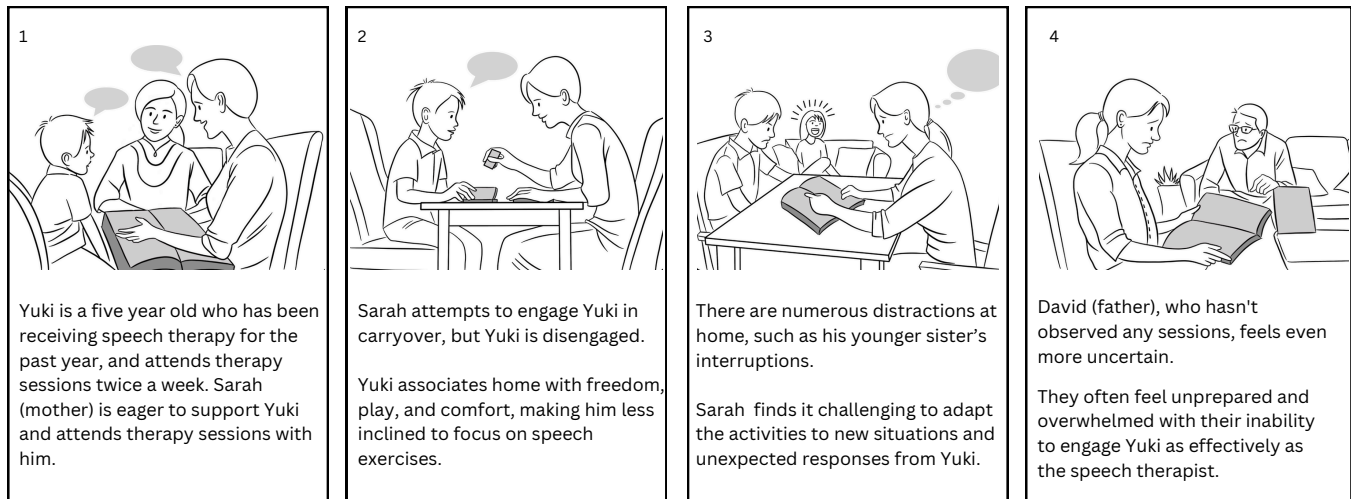 1
Yuki is a five year old who has been
receiving speech therapy for the
past year, and attends therapy
sessions twice a week. Sarah
(mother) is eager to support Yuki
and attends therapy sessions with
him.
2
Sarah attempts to engage Yuki in
carryover, but Yuki is disengaged.
Yuki associates home with freedom,
play, and comfort, making him less
inclined to focus on speech
exercises.
3
There are numerous distractions at
home, such as his younger sister’s
interruptions.
Sarah finds it challenging to adapt
the activities to new situations and
unexpected responses from Yuki.
4
David (father), who hasn't
observed any sessions, feels even
more uncertain.
They often feel unprepared and
overwhelmed with their inability
to engage Yuki as effectively as
the speech therapist.